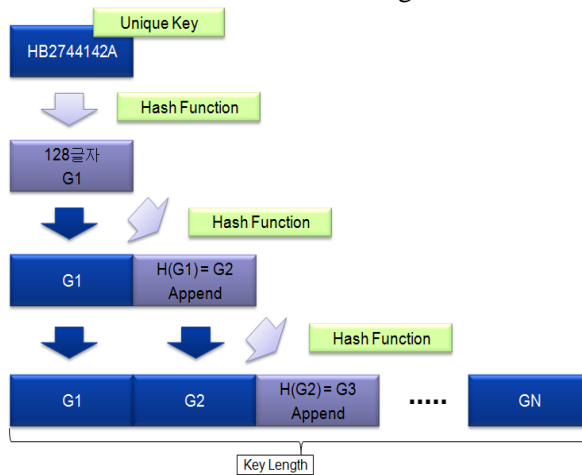 Unique Key
HB2744142A
Hash Function
128글자
G1
Hash Function
G1
H(G1) = G2
Append
Hash Function
G1
G2
H(G2) = G3
Append
.....
GN
Key Length